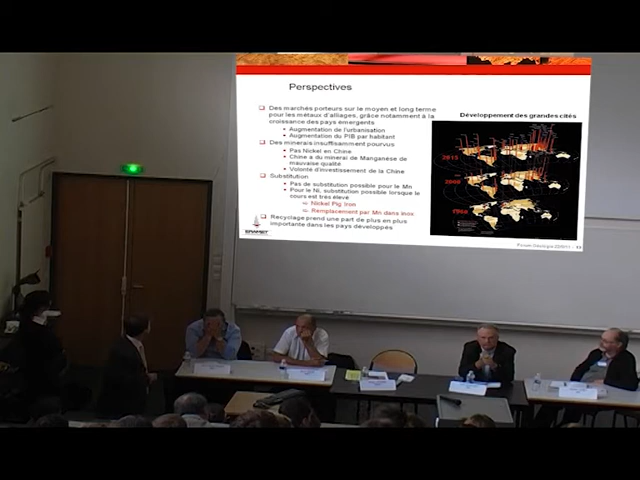 Perspectives
Des marchés porteurs sur le moyen et long terme
pour les métaux d'alliages, grâce notamment à la
croissance des pays émergents
Augmentation de l'urbanisation
Augmentation du PIB par habitant
Des minerais insuffisamment pourvus
Pas Nickel en Chine
Chine a du minerai de Manganèse de
mauvaise qualité
Volonté d'investissement de la Chine
Substitution
Pas de substitution possible pour le Mn
Pour le Ni, substitution possible lorsque le
cours est très élevé
Nickel Pig Iron
Remplacement par Mn dans inox
Recyclage prend une part de plus en plus
importante dans les pays développés
Développement des grandes cités
2015
ERAMET